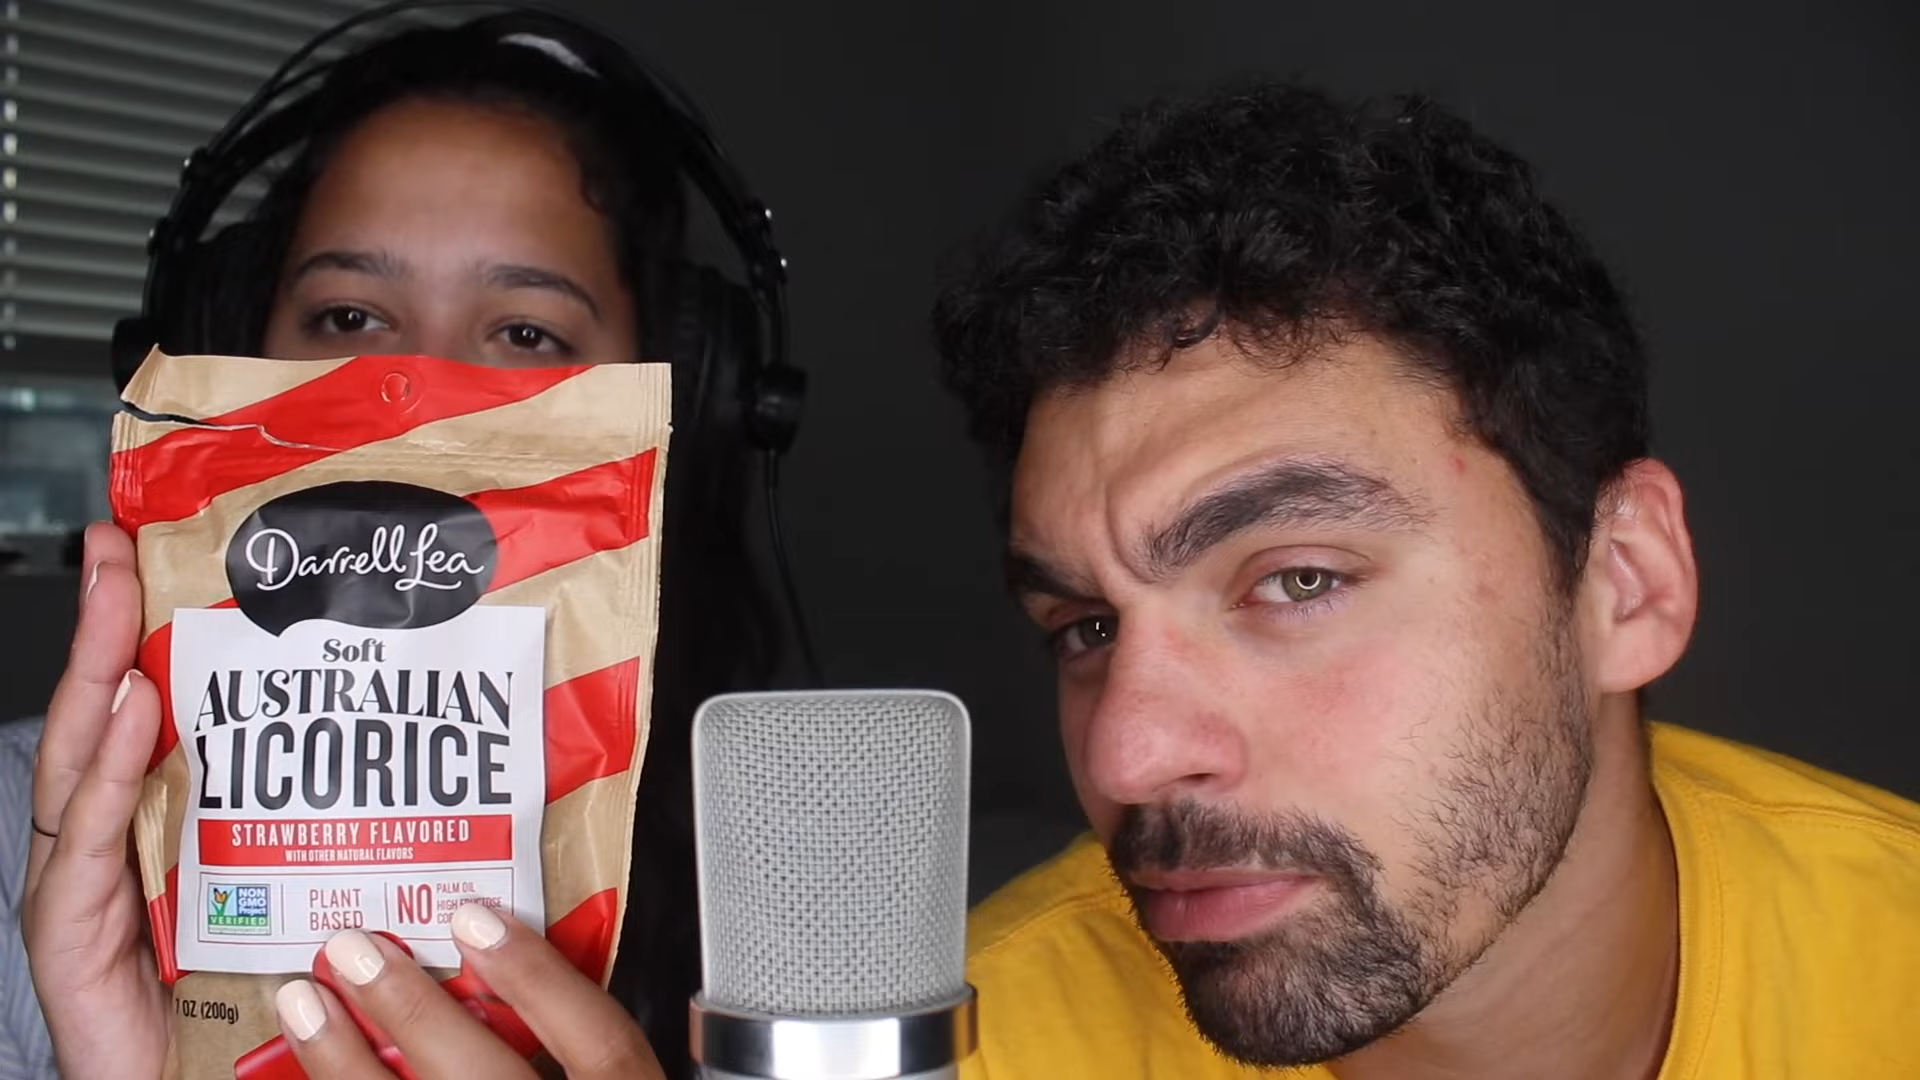 Darrell Lea
Soft
AUSTRALIAN
LICORICE
STRAWBERRY FLAVORED
WITH OTHER NATURAL FLAVORS
NON
GMO
Project
VERIFIED
PLANT
BASED
NO
PALM OIL
HIGH FRUCTOSE
7 OZ (200g)